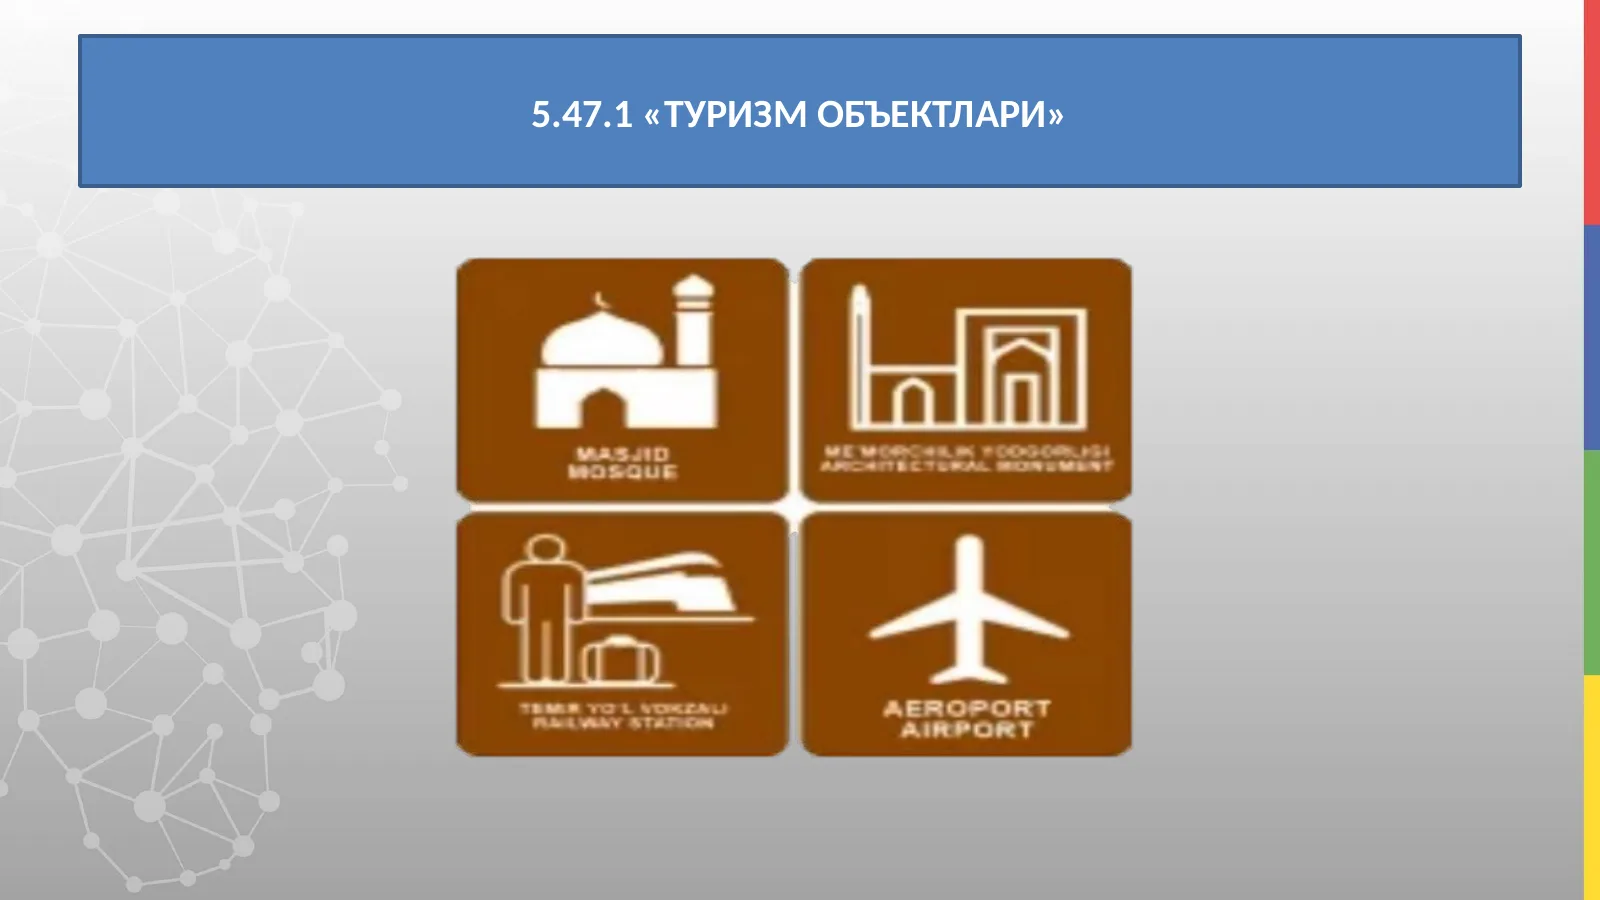 5.47.1 «ТУРИЗМ ОБЪЕКТЛАРИ»
MASJID
MOSQUE
ME'MORCHILIK YODGORLIGI
ARCHITECTURAL MONUMENT
TEMIR YO'L VOKZALI
RAILWAY STATION
AEROPORT
AIRPORT